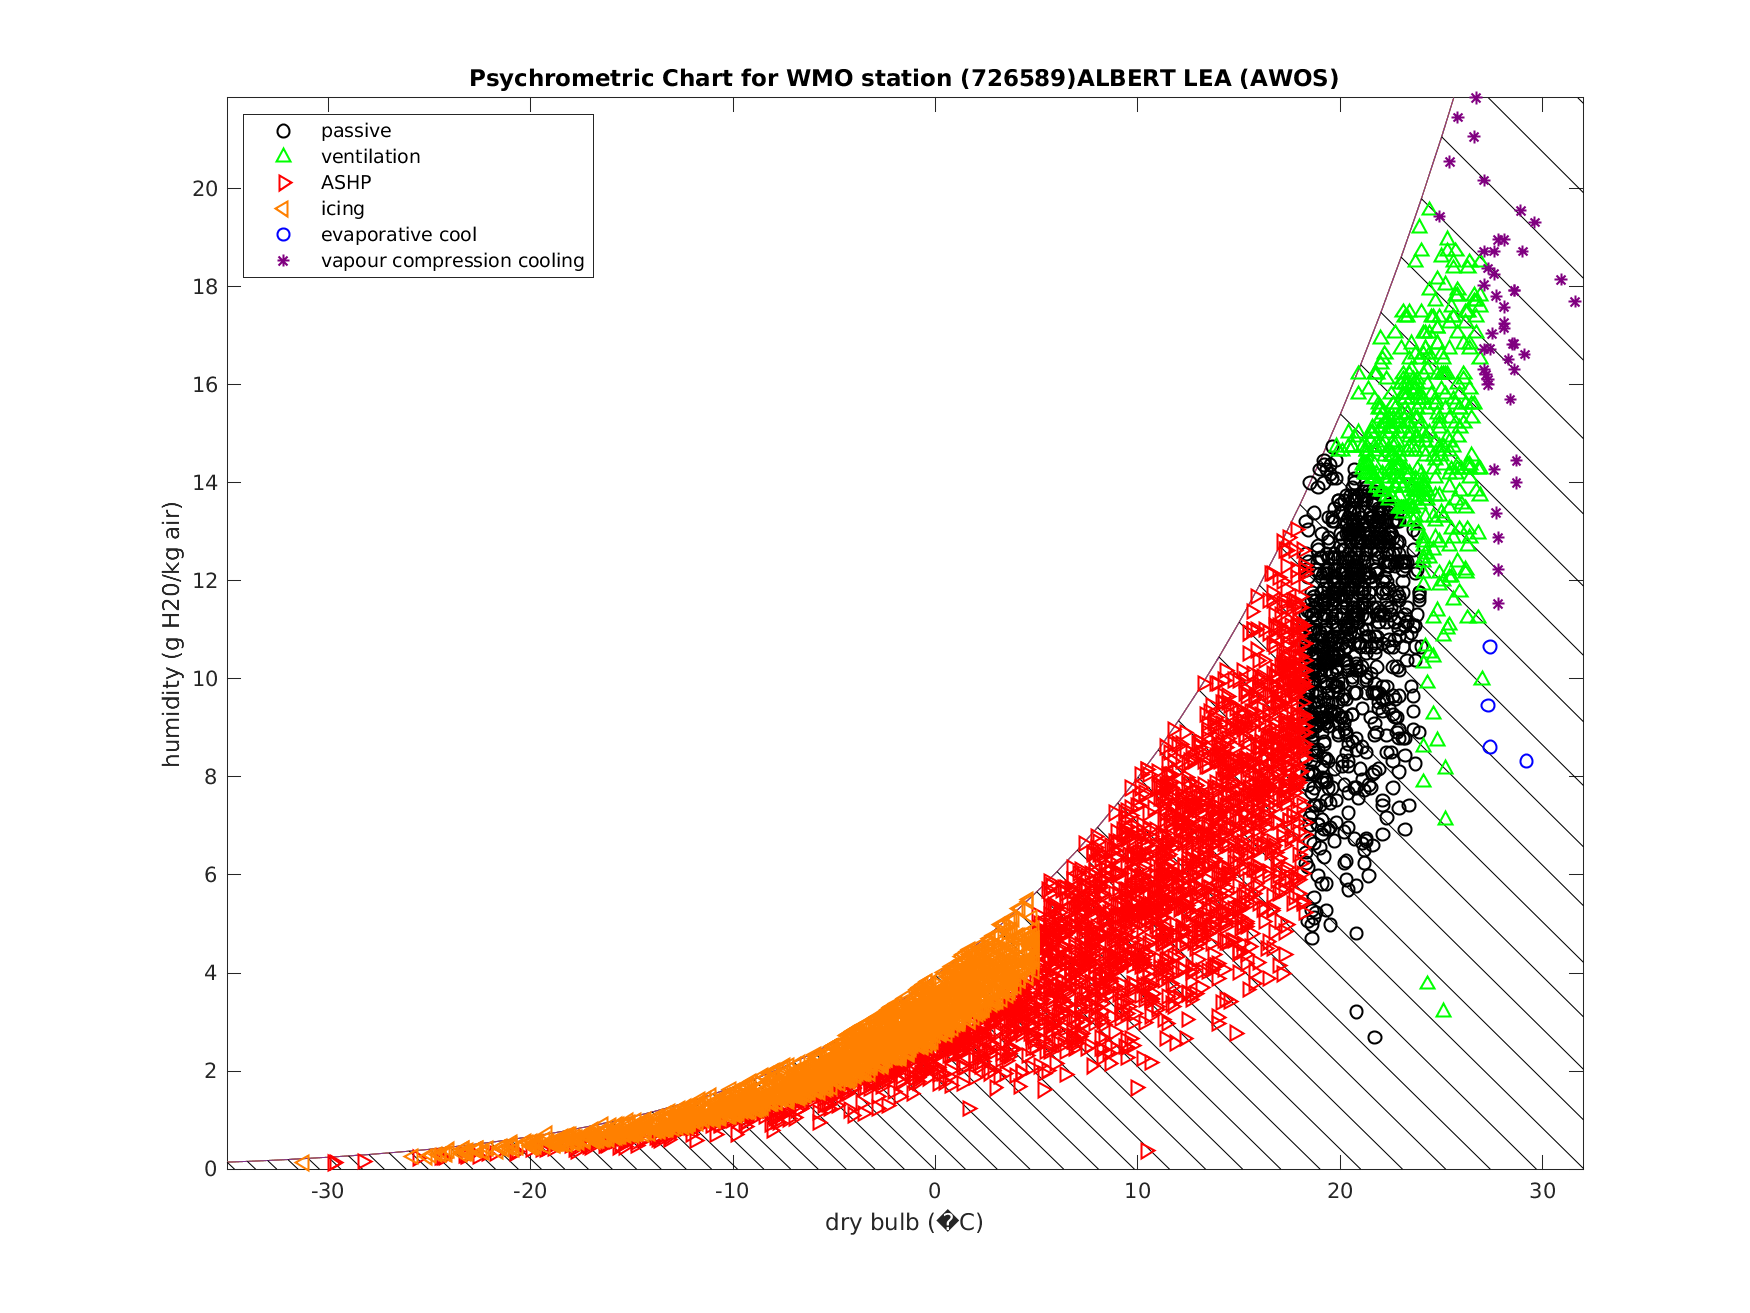 Psychrometric Chart for WMO station (726589)ALBERT LEA (AWOS)
passive
ventilation
ASHP
icing
evaporative cool
vapour compression cooling
humidity (g H20/kg air)
20
18
16
14
12
10
8
6
4
2
0
-30 -20 -10 0 10 20 30
dry bulb (�C)